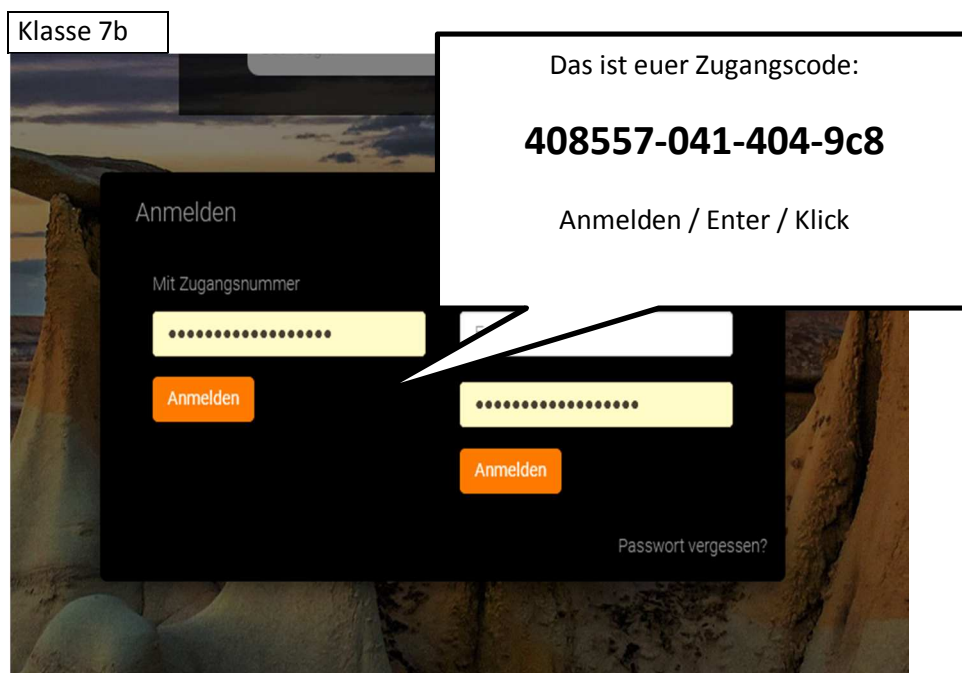 Klasse 7b
Das ist euer Zugangscode:
408557-041-404-9c8
Anmelden / Enter / Klick
Anmelden
Mit Zugangsnummer
••••••••••••••••••
Anmelden
••••••••••••••••••
Anmelden
Passwort vergessen?